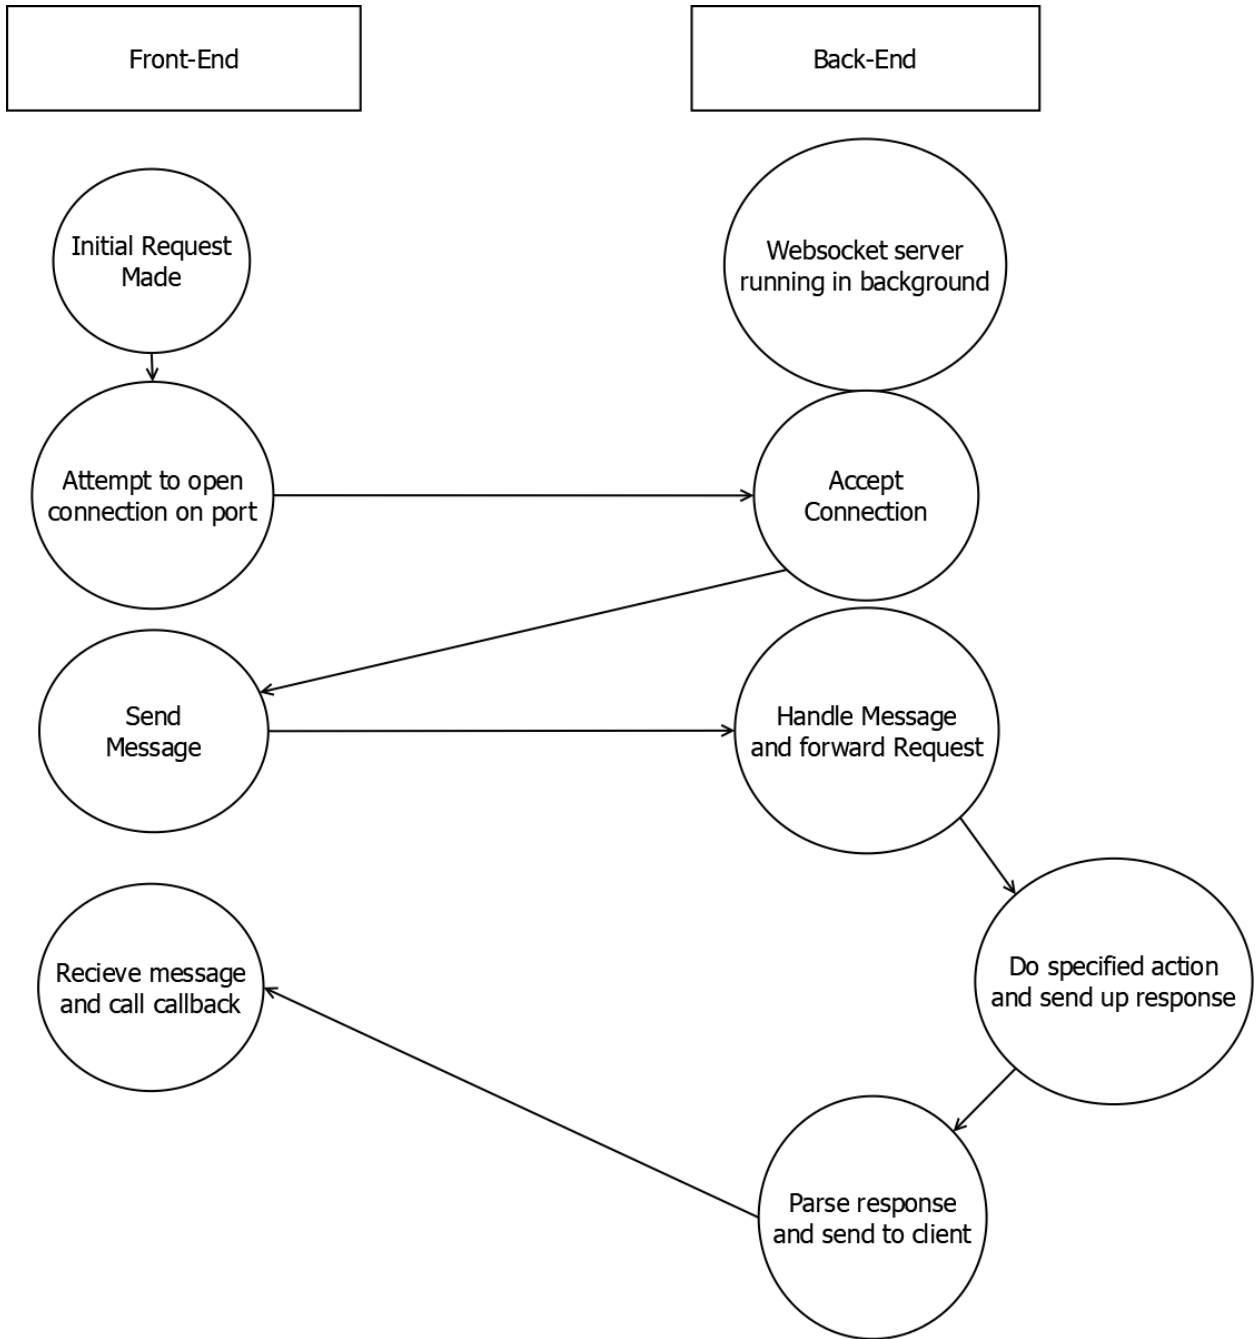 Front-End
Back-End
Initial Request
Made
Websocket server
running in background
Attempt to open
connection on port
Accept
Connection
Send
Message
Handle Message
and forward Request
Recieve message
and call callback
Do specified action
and send up response
Parse response
and send to client